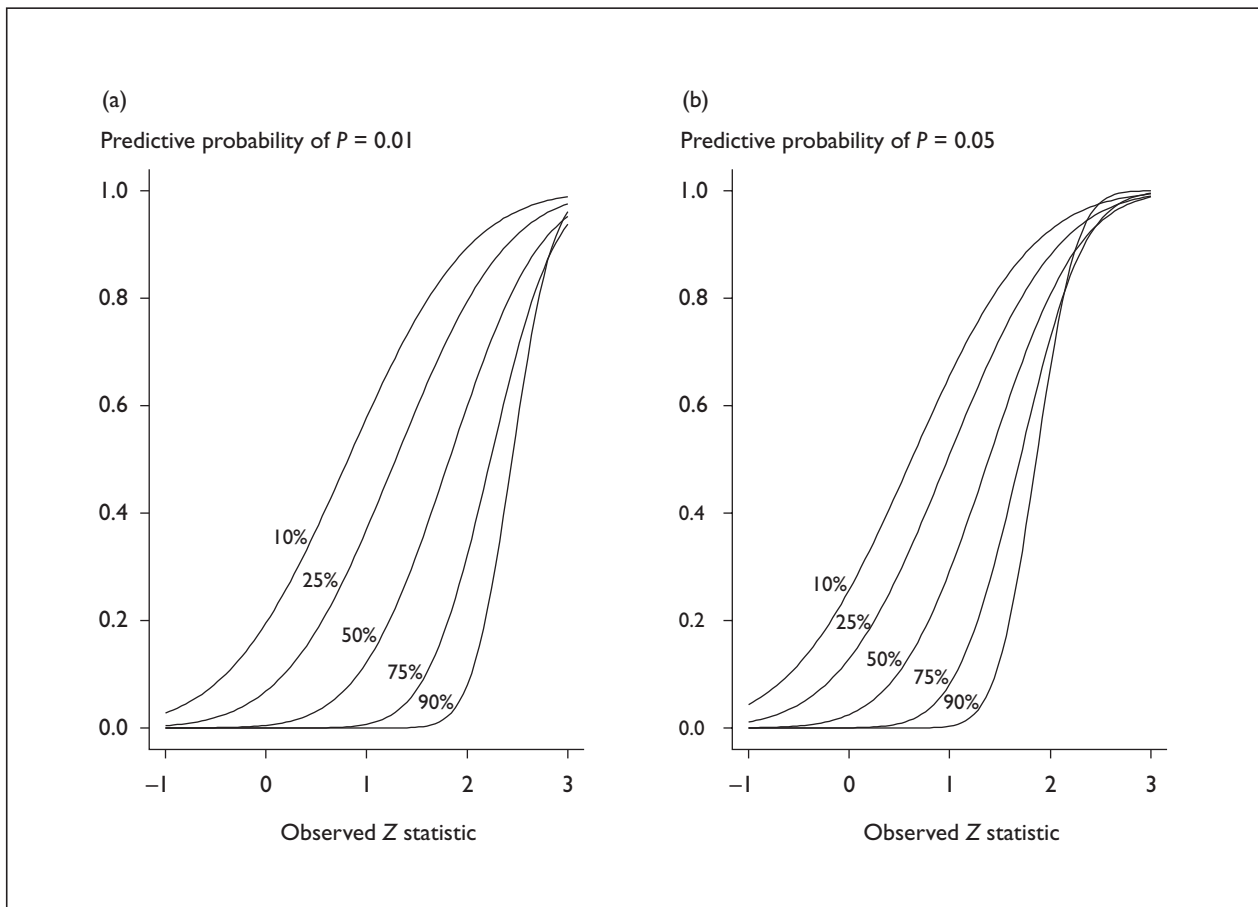 (a)
Predictive probability of P = 0.01
1.0
0.8
0.6
0.4
0.2
0.0
10%
25%
50%
75%
90%
–1 0 1 2 3
Observed Z statistic
(b)
Predictive probability of P = 0.05
1.0
0.8
0.6
0.4
0.2
0.0
10%
25%
50%
75%
90%
–1 0 1 2 3
Observed Z statistic